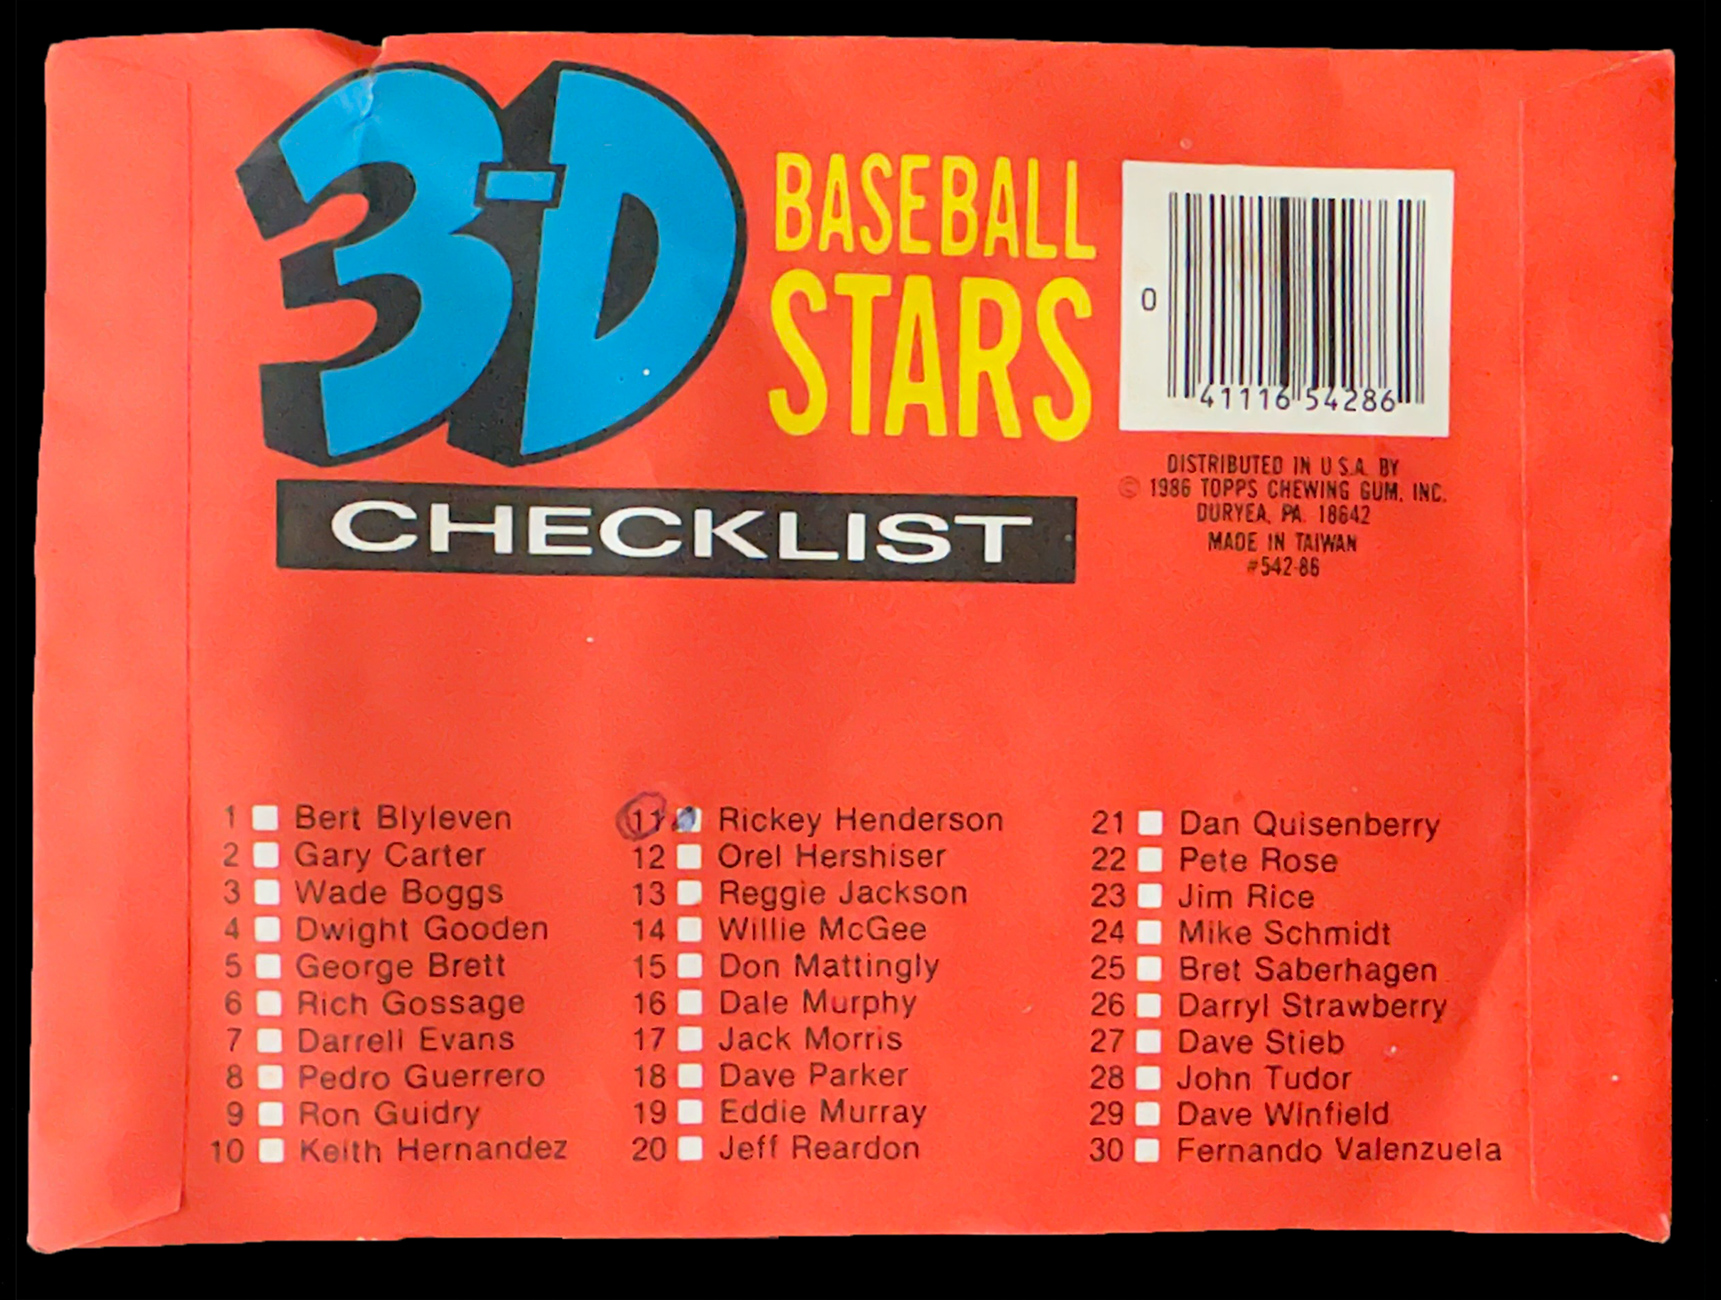 3-D
BASEBALL
STARS
CHECKLIST
0
41116 54286
DISTRIBUTED IN U.S.A. BY
© 1986 TOPPS CHEWING GUM, INC.
DURYEA, PA. 18642
MADE IN TAIWAN
#542-86
1 Bert Blyleven
2 Gary Carter
3 Wade Boggs
4 Dwight Gooden
5 George Brett
6 Rich Gossage
7 Darrell Evans
8 Pedro Guerrero
9 Ron Guidry
10 Keith Hernandez
11 Rickey Henderson
12 Orel Hershiser
13 Reggie Jackson
14 Willie McGee
15 Don Mattingly
16 Dale Murphy
17 Jack Morris
18 Dave Parker
19 Eddie Murray
20 Jeff Reardon
21 Dan Quisenberry
22 Pete Rose
23 Jim Rice
24 Mike Schmidt
25 Bret Saberhagen
26 Darryl Strawberry
27 Dave Stieb
28 John Tudor
29 Dave Winfield
30 Fernando Valenzuela